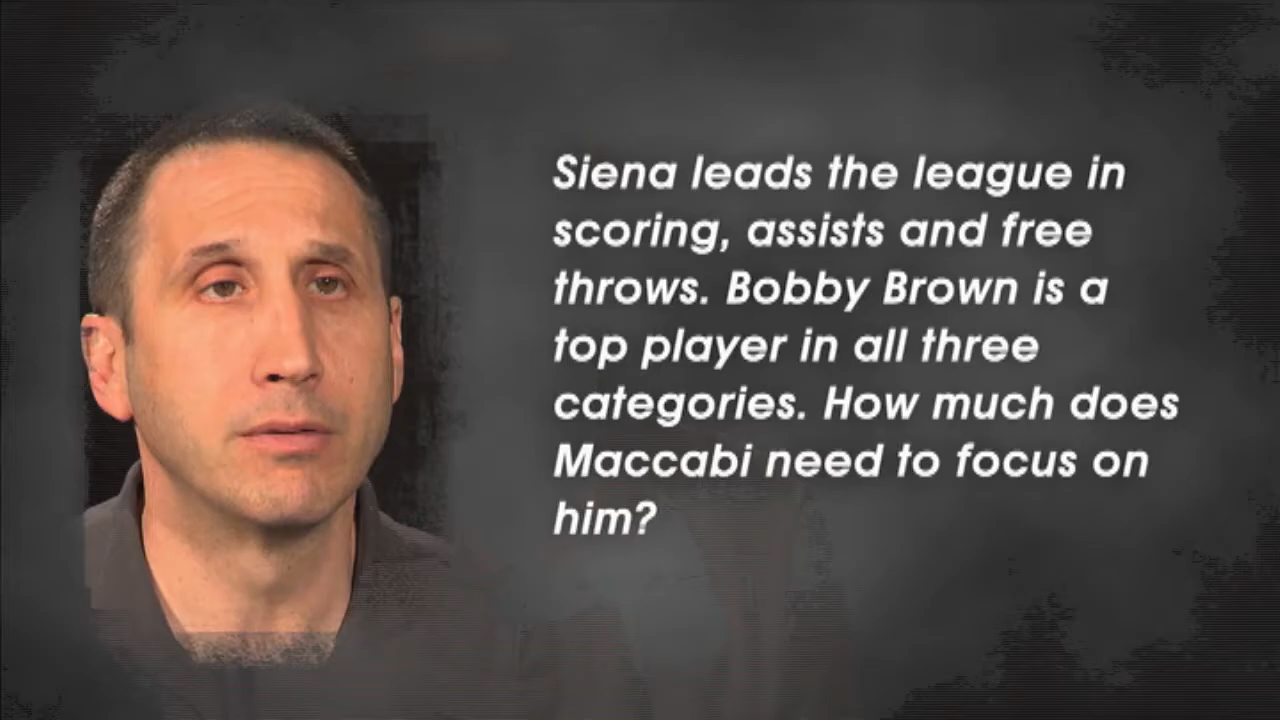 Siena leads the league in
scoring, assists and free
throws. Bobby Brown is a
top player in all three
categories. How much does
Maccabi need to focus on
him?